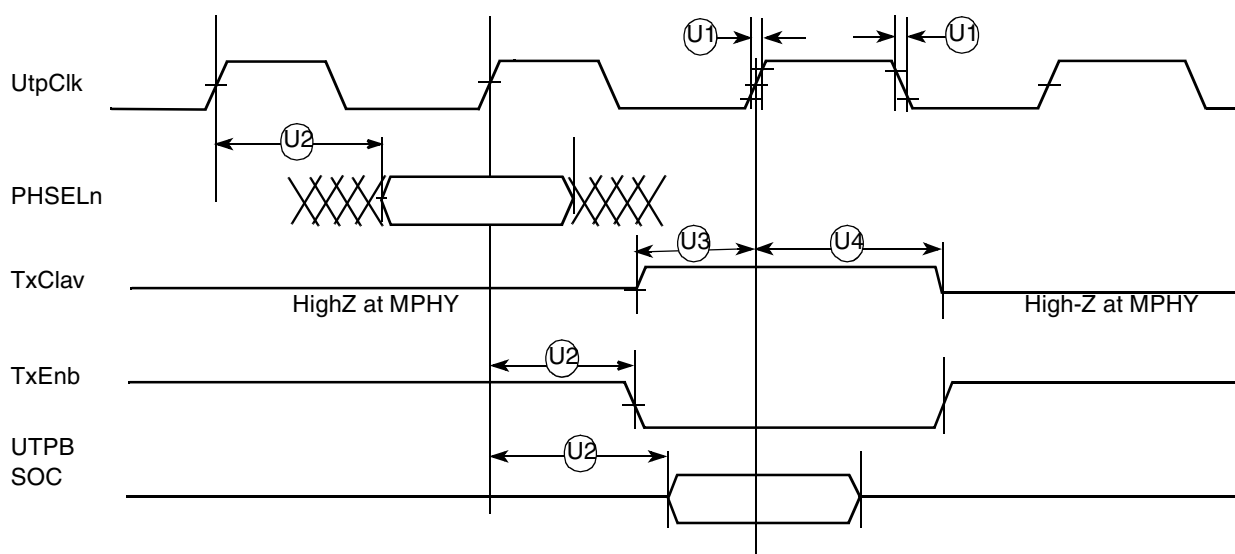 U1
U1
UtpClk
U2
PHSELn
U3
U4
TxClav
HighZ at MPHY
High-Z at MPHY
U2
TxEnb
UTPB
SOC
U2